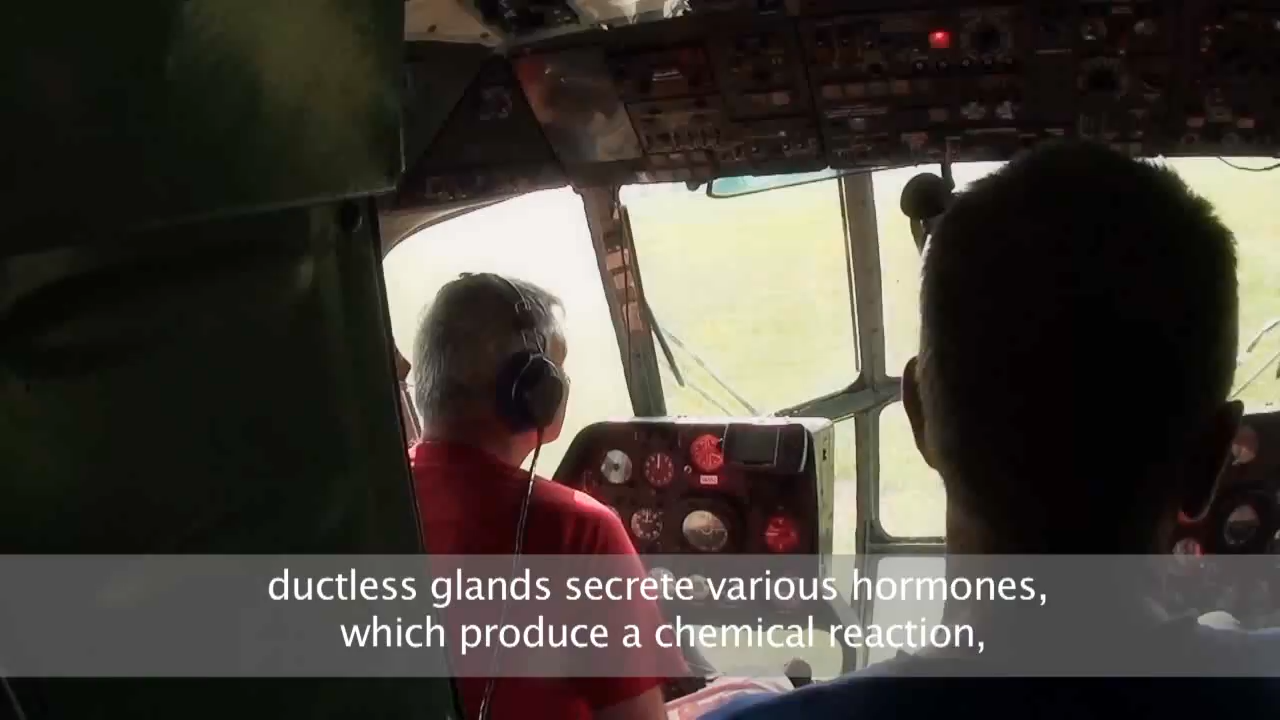 ductless glands secrete various hormones,
which produce a chemical reaction,